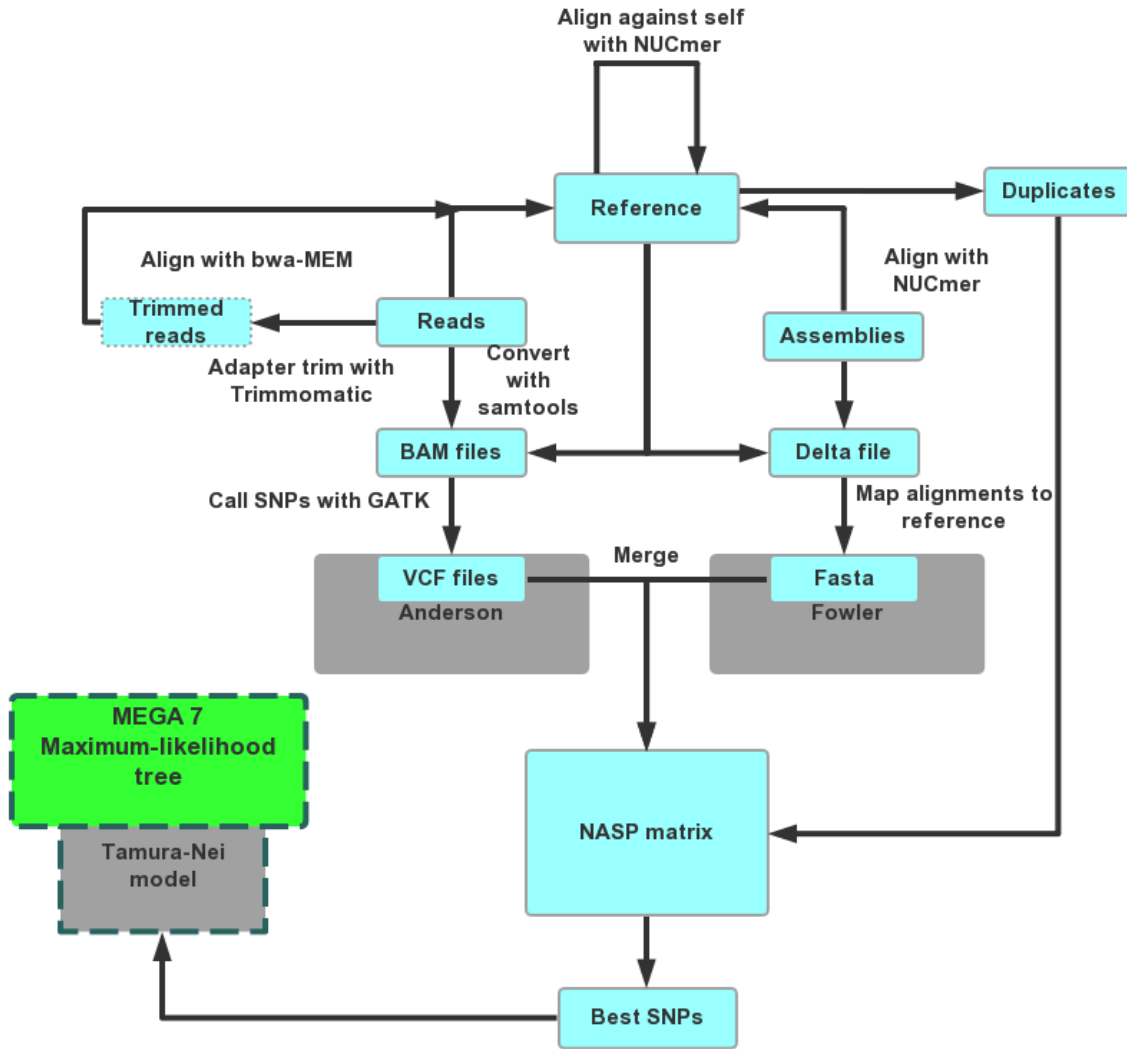 Align against self
with NUCmer
Reference
Duplicates
Align with bwa-MEM
Align with
NUCmer
Trimmed
reads
Reads
Assemblies
Adapter trim with
Trimmomatic
Convert
with
samtools
BAM files
Delta file
Call SNPs with GATK
Map alignments to
reference
Merge
VCF files
Anderson
Fasta
Fowler
MEGA 7
Maximum-likelihood
tree
Tamura-Nei
model
NASP matrix
Best SNPs